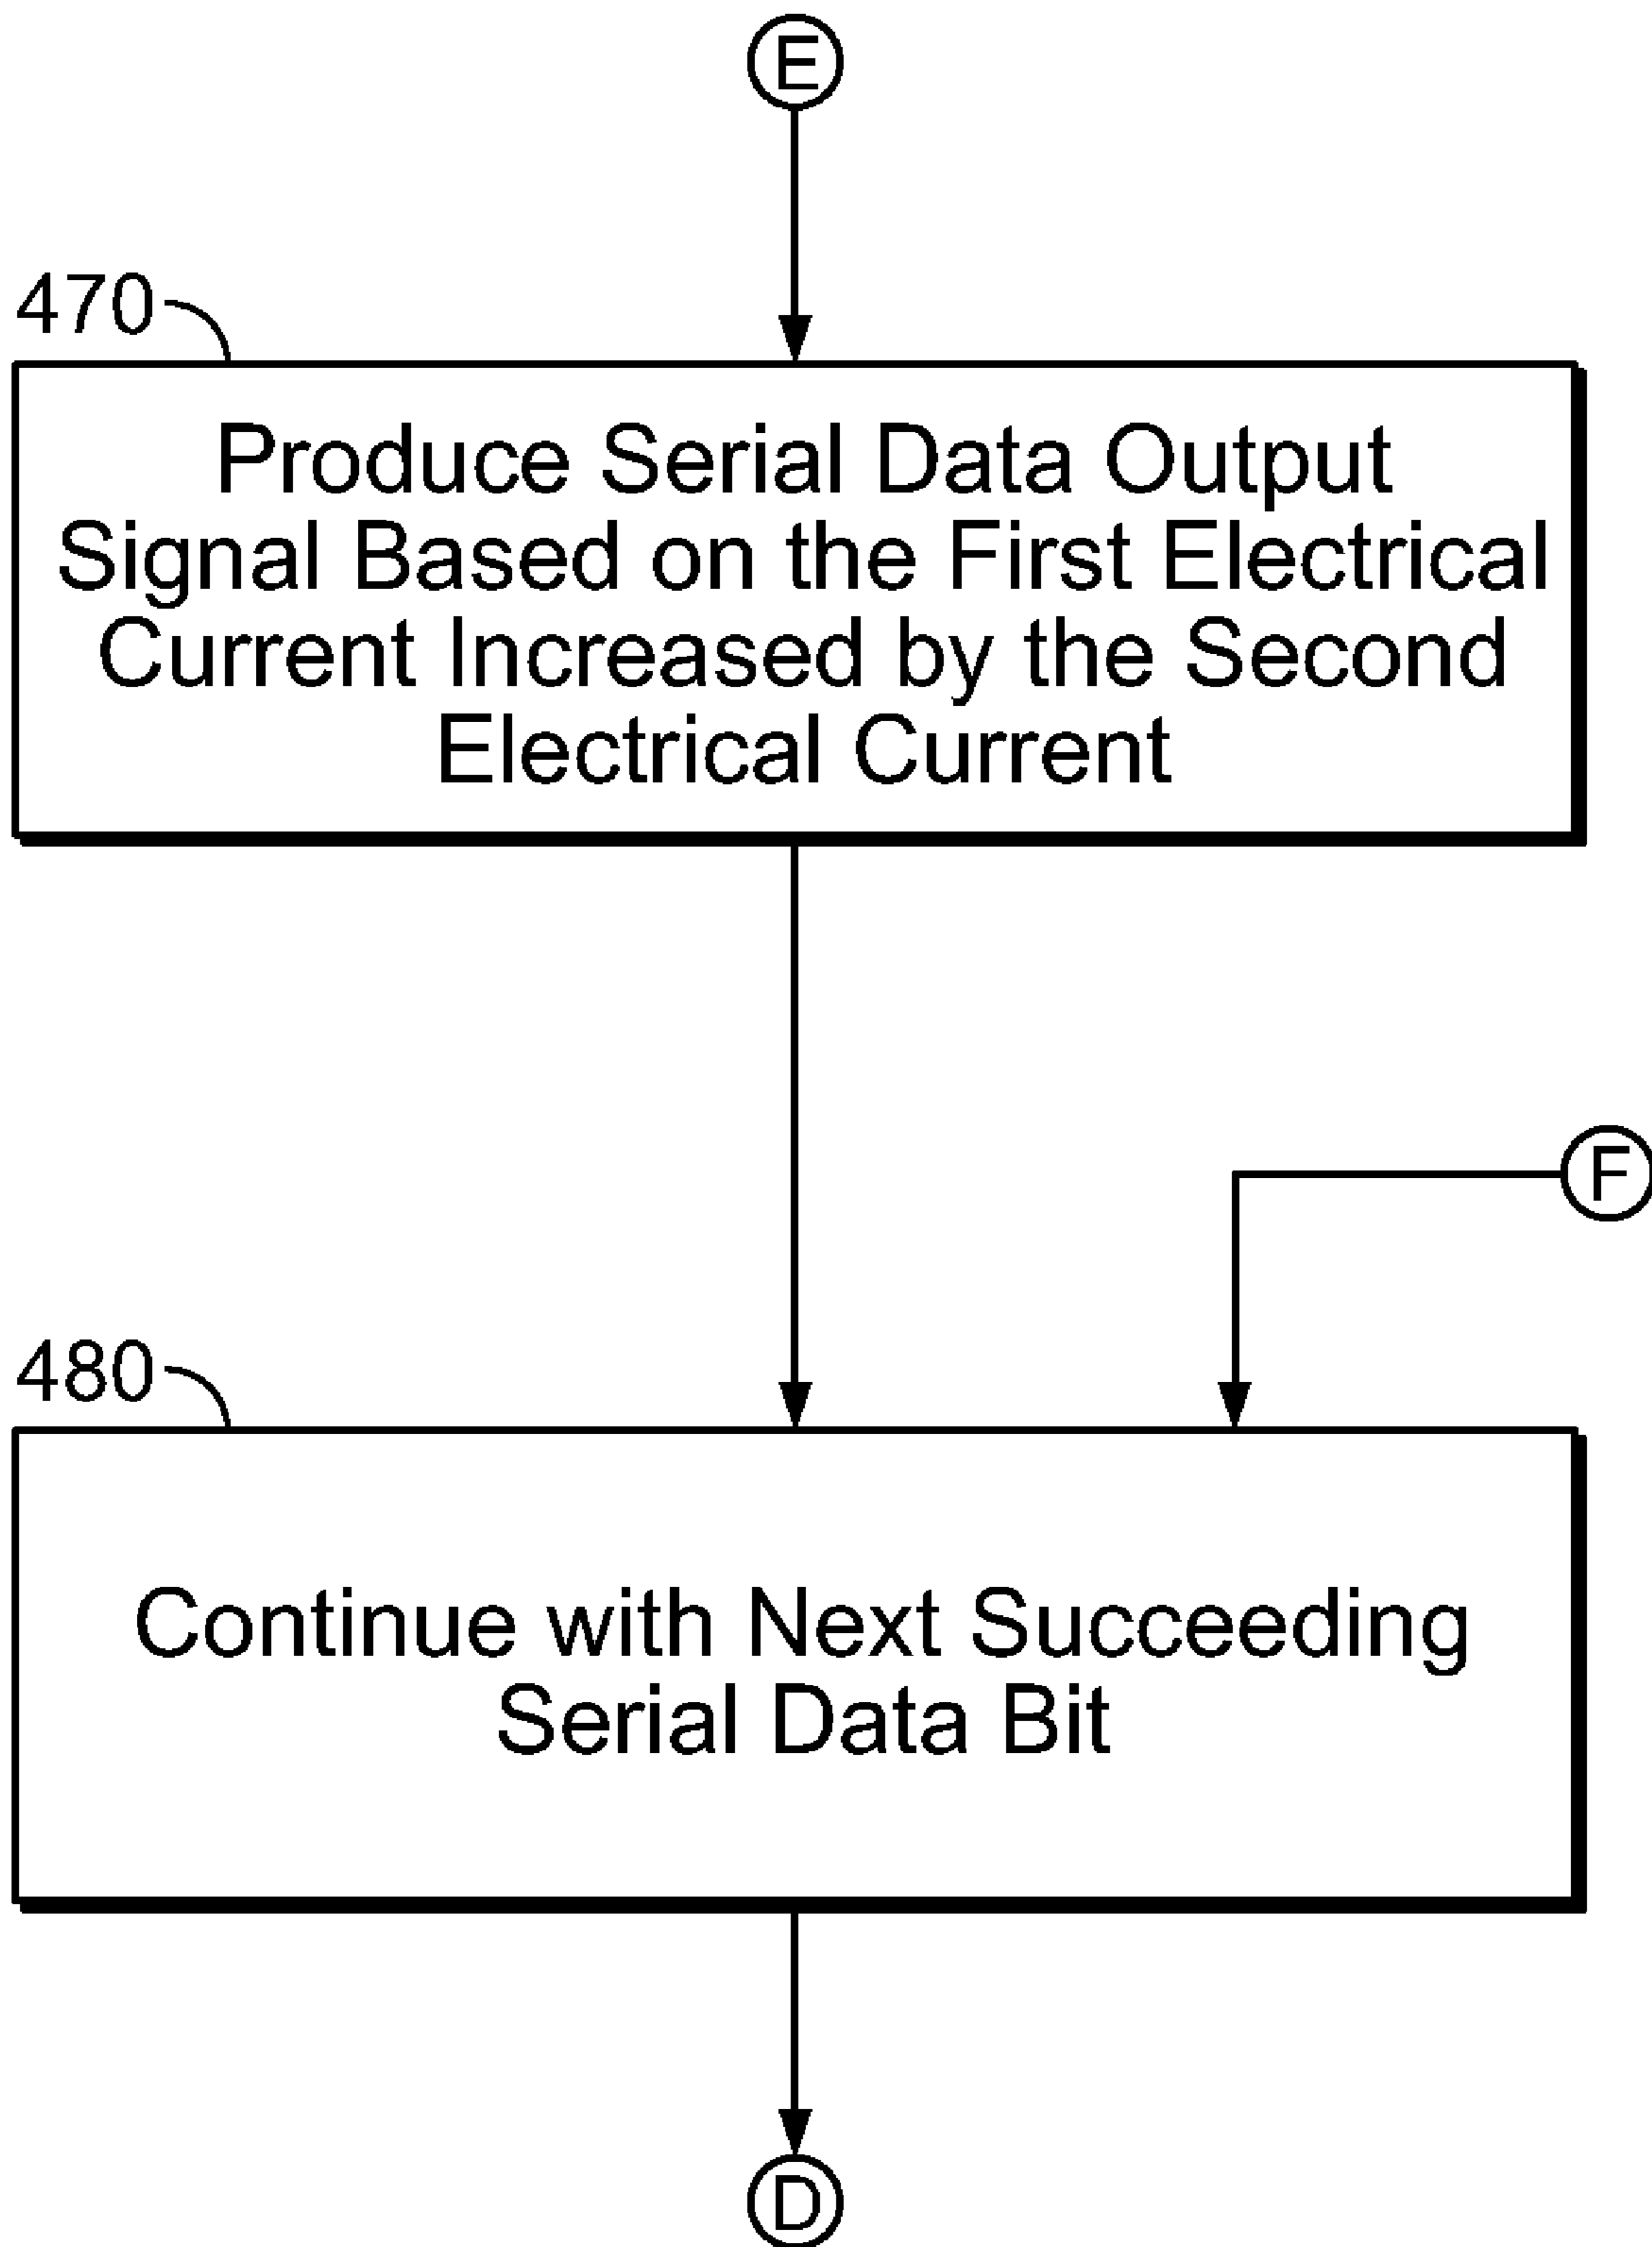 E
470
Produce Serial Data Output
Signal Based on the First Electrical
Current Increased by the Second
Electrical Current
F
480
Continue with Next Succeeding
Serial Data Bit
D